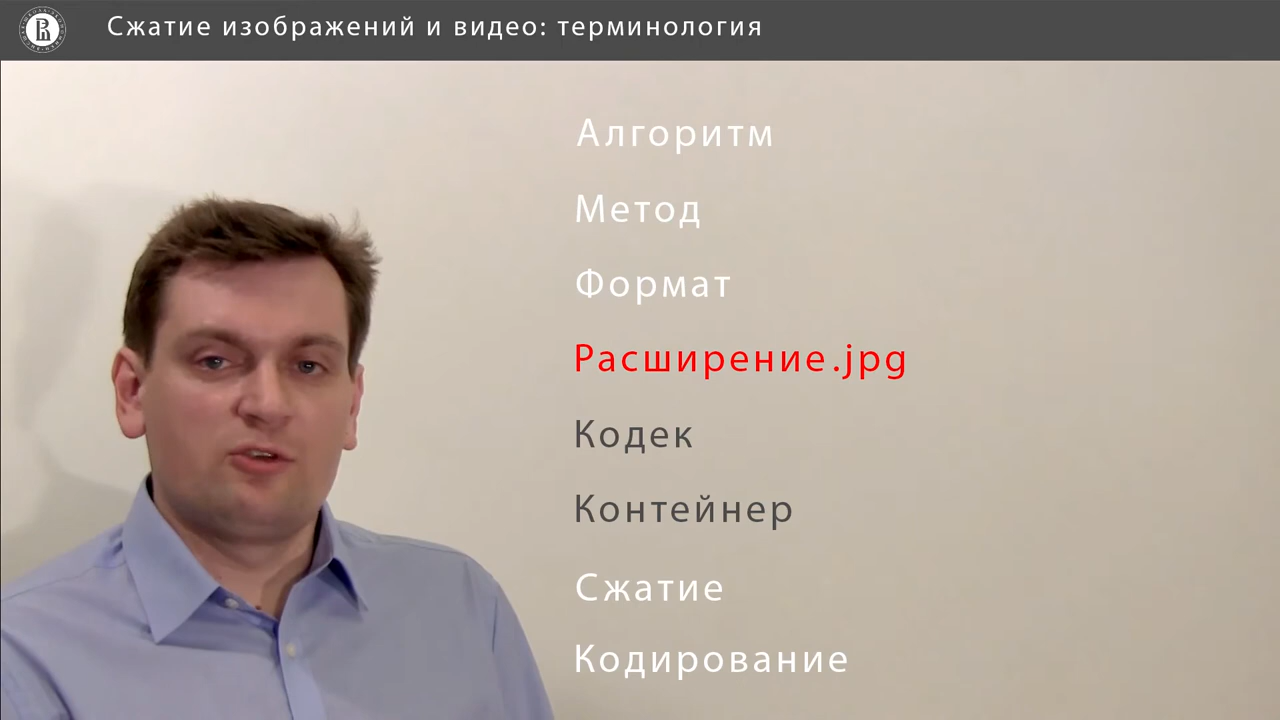 Сжатие изображений и видео: терминология
Алгоритм
Метод
Формат
Расширение.jpg
Кодек
Контейнер
Сжатие
Кодирование